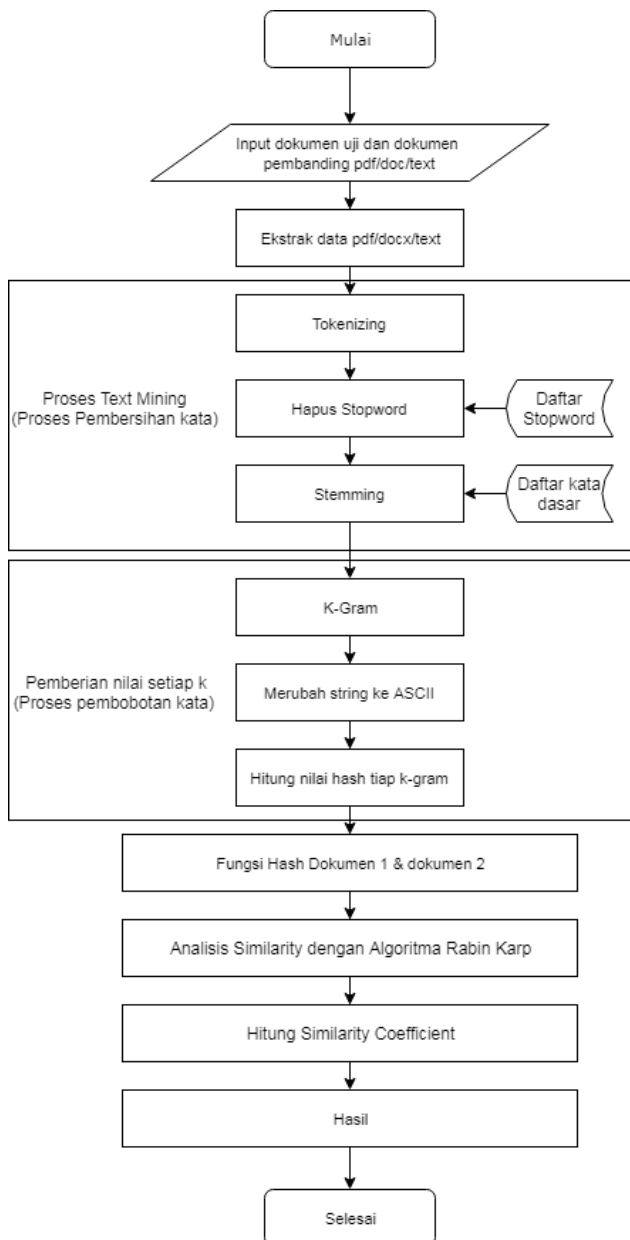 Mulai
Input dokumen uji dan dokumen
pembanding pdf/doc/text
Ekstrak data pdf/docx/text
Proses Text Mining
(Proses Pembersihan kata)
Tokenizing
Hapus Stopword
Daftar
Stopword
Stemming
Daftar kata
dasar
Pemberian nilai setiap k
(Proses pembobotan kata)
K-Gram
Merubah string ke ASCII
Hitung nilai hash tiap k-gram
Fungsi Hash Dokumen 1 & dokumen 2
Analisis Similarity dengan Algoritma Rabin Karp
Hitung Similarity Coefficient
Hasil
Selesai